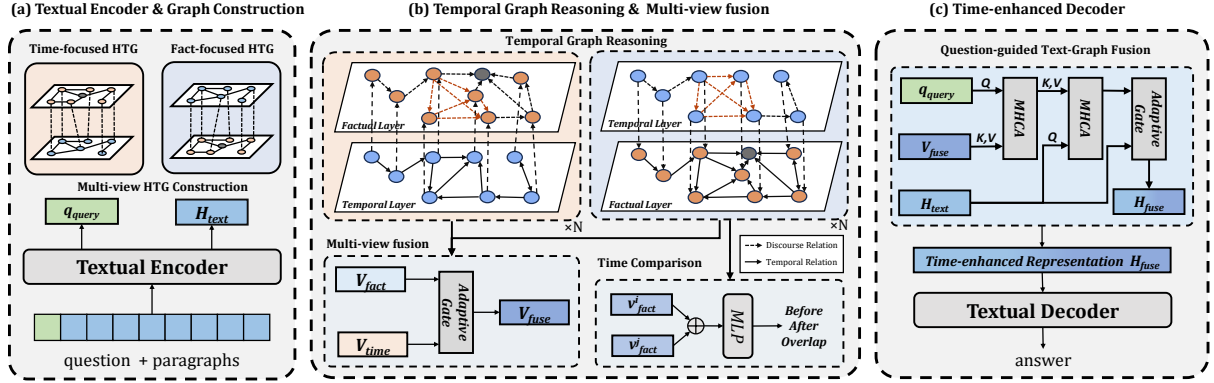 (a) Textual Encoder & Graph Construction
Time-focused HTG
Fact-focused HTG
Multi-view HTG Construction
q_query
H_text
Textual Encoder
question + paragraphs
(b) Temporal Graph Reasoning & Multi-view fusion
Temporal Graph Reasoning
Factual Layer
Temporal Layer
×N
Temporal Layer
Factual Layer
×N
Discourse Relation
Temporal Relation
Multi-view fusion
V_fact
V_time
Adaptive
Gate
V_fuse
Time Comparison
v^i_fact
v^j_fact
MLP
Before
After
Overlap
(c) Time-enhanced Decoder
Question-guided Text-Graph Fusion
q_query
Q
V_fuse
K,V
H_text
MHCA
K,V
Q
MHCA
Adaptive
Gate
H_fuse
Time-enhanced Representation H_fuse
Textual Decoder
answer